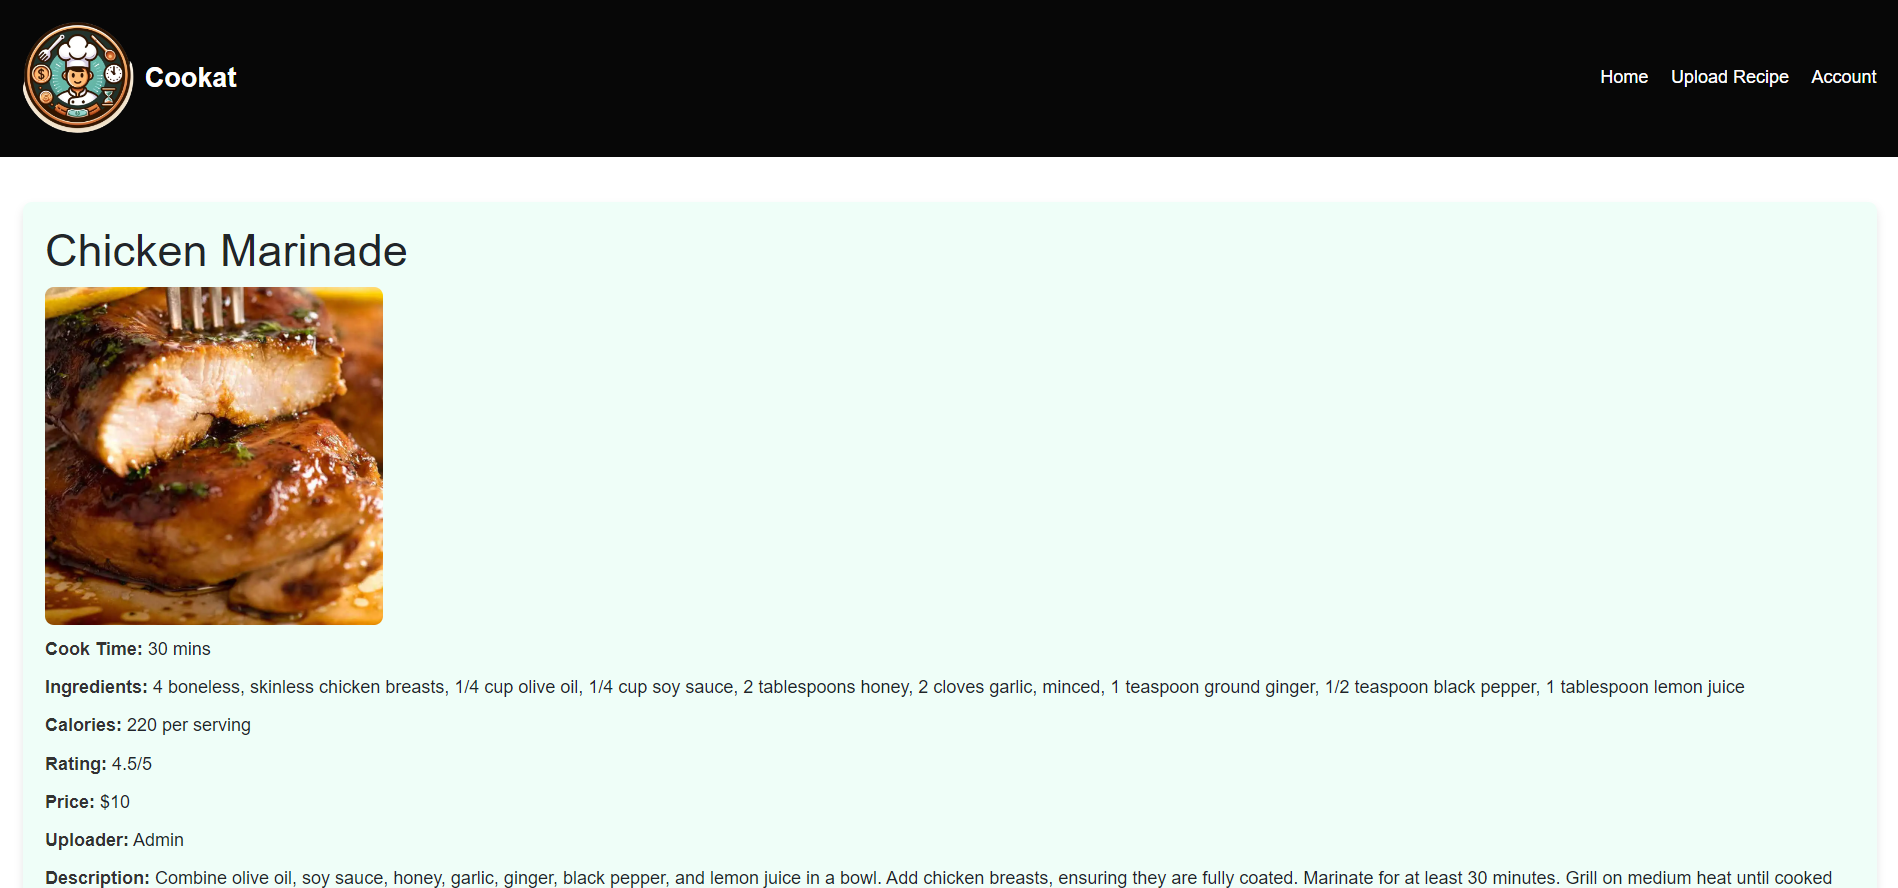 Cookat
Home Upload Recipe Account
Chicken Marinade
Cook Time: 30 mins
Ingredients: 4 boneless, skinless chicken breasts, 1/4 cup olive oil, 1/4 cup soy sauce, 2 tablespoons honey, 2 cloves garlic, minced, 1 teaspoon ground ginger, 1/2 teaspoon black pepper, 1 tablespoon lemon juice
Calories: 220 per serving
Rating: 4.5/5
Price: $10
Uploader: Admin
Description: Combine olive oil, soy sauce, honey, garlic, ginger, black pepper, and lemon juice in a bowl. Add chicken breasts, ensuring they are fully coated. Marinate for at least 30 minutes. Grill on medium heat until cooked